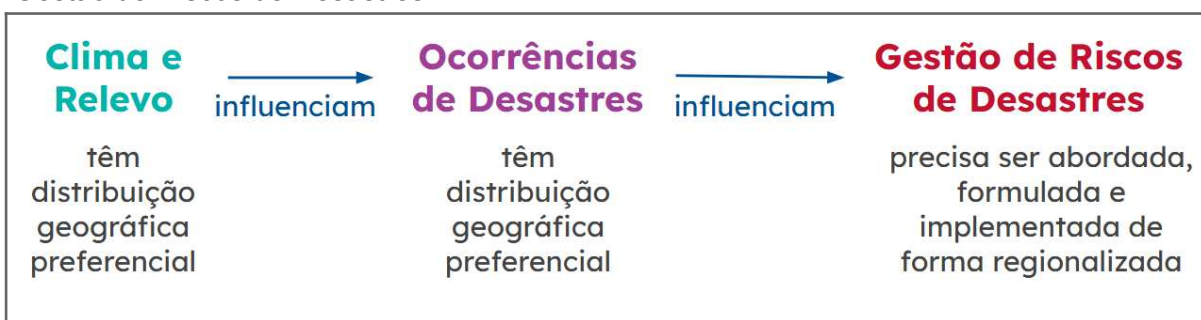 Clima e
Relevo
influenciam
Ocorrências
de Desastres
influenciam
Gestão de Riscos
de Desastres
têm
distribuição
geográfica
preferencial
têm
distribuição
geográfica
preferencial
precisa ser abordada,
formulada e
implementada de
forma regionalizada